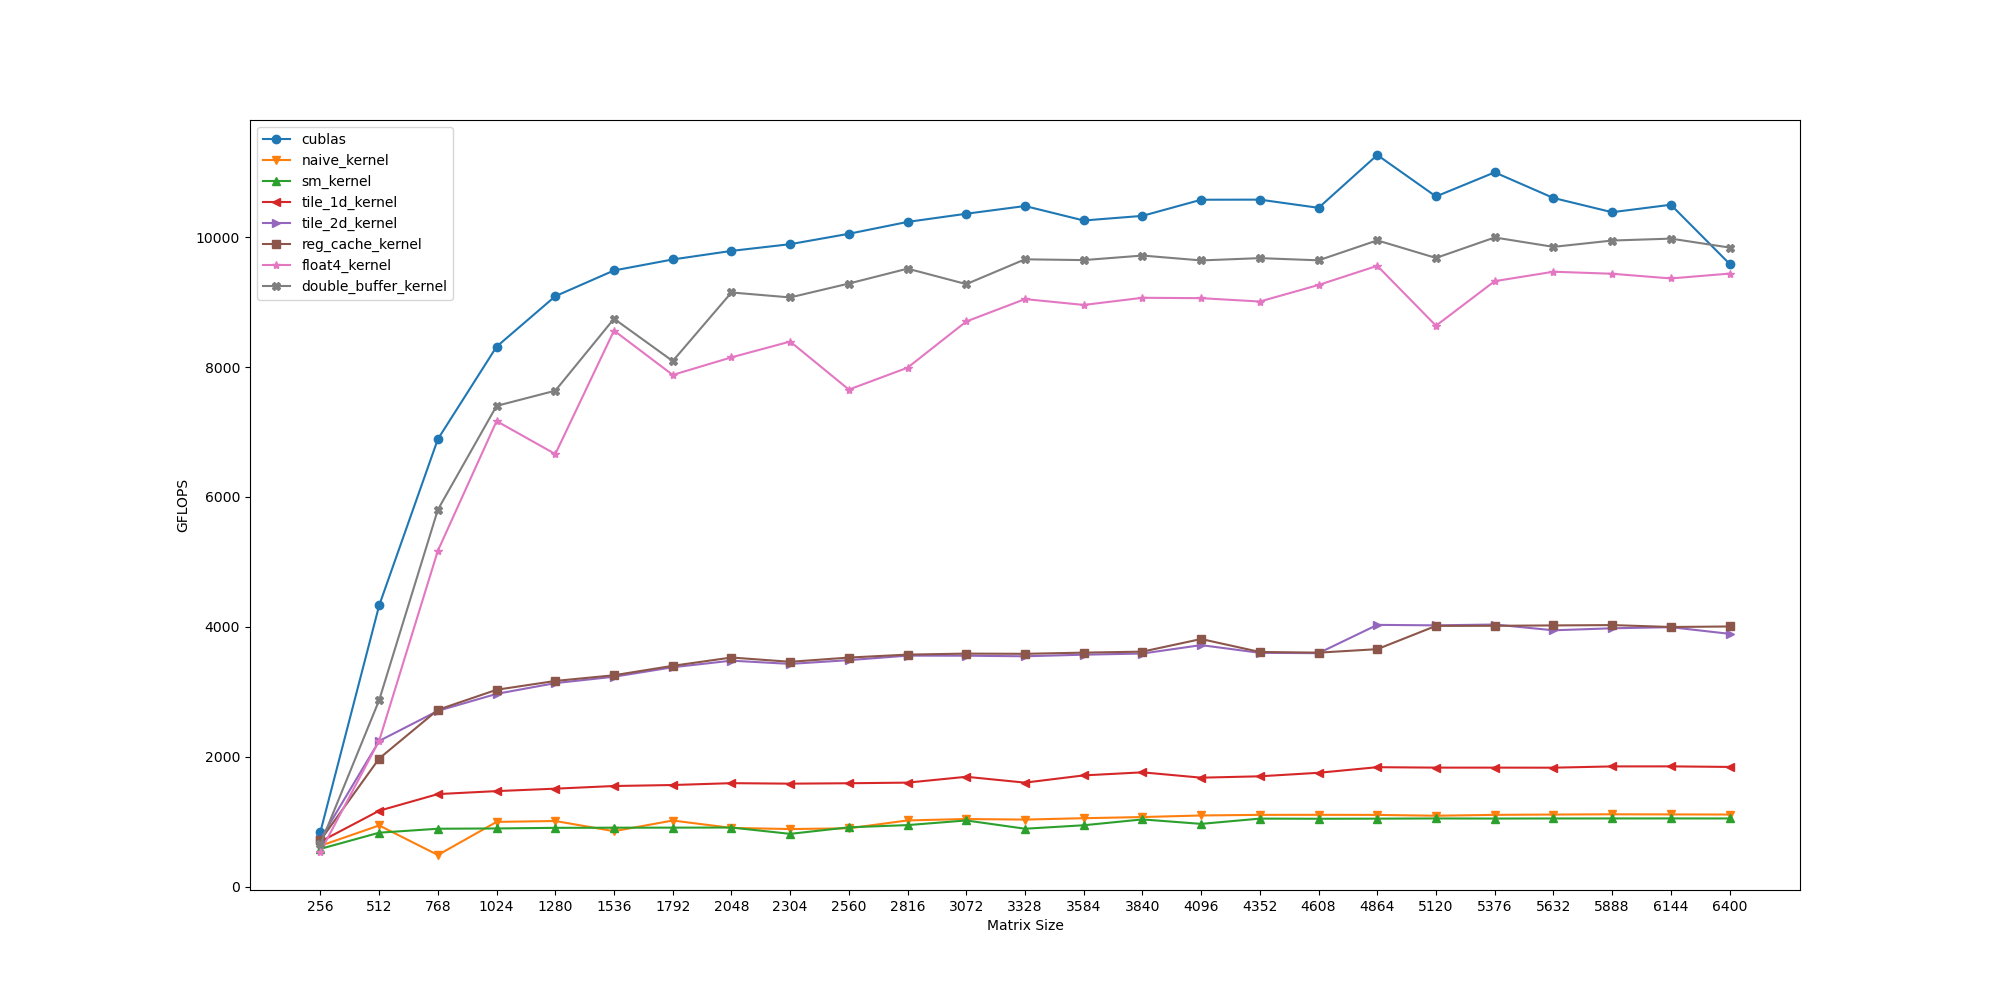 cublas
naive_kernel
sm_kernel
tile_1d_kernel
tile_2d_kernel
reg_cache_kernel
float4_kernel
double_buffer_kernel
10000
8000
6000
4000
2000
0
GFLOPS
256 512 768 1024 1280 1536 1792 2048 2304 2560 2816 3072 3328 3584 3840 4096 4352 4608 4864 5120 5376 5632 5888 6144 6400
Matrix Size